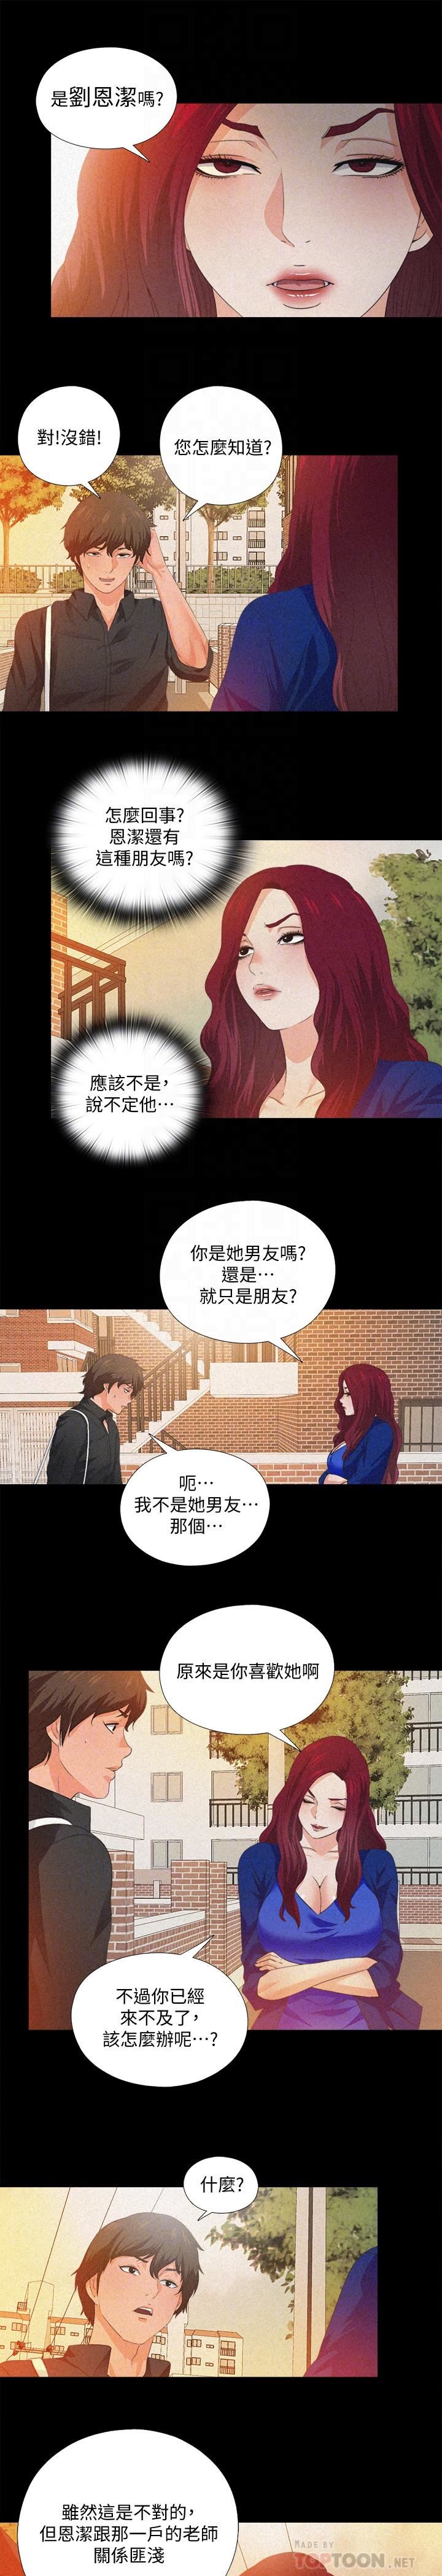 是劉恩潔嗎?
對!沒錯!
您怎麼知道?
怎麼回事?
恩潔還有
這種朋友嗎?
應該不是,
說不定他…
你是她男友嗎?
還是…
就只是朋友?
呃…
我不是她男友…
那個…
原來是你喜歡她啊
不過你已經
來不及了,
該怎麼辦呢…?
什麼?
雖然這是不對的,
但恩潔跟那一戶的老師
關係匪淺
MADE BY
TOPTOON.NET